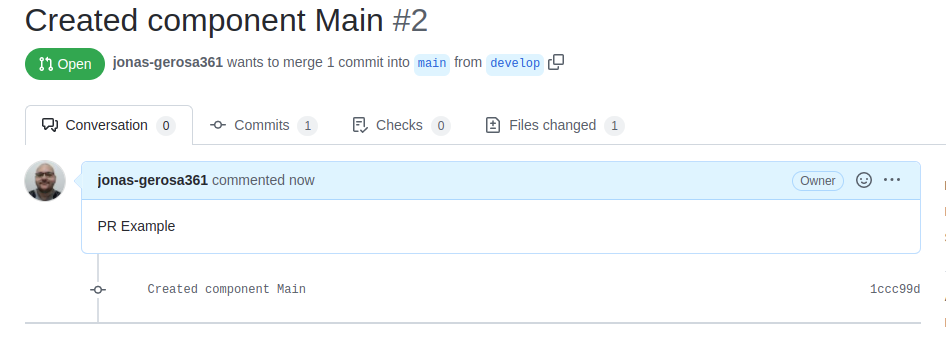 Created component Main #2
Open jonas-gerosa361 wants to merge 1 commit into main from develop
Conversation 0 Commits 1 Checks 0 Files changed 1
jonas-gerosa361 commented now Owner
PR Example
Created component Main 1ccc99d